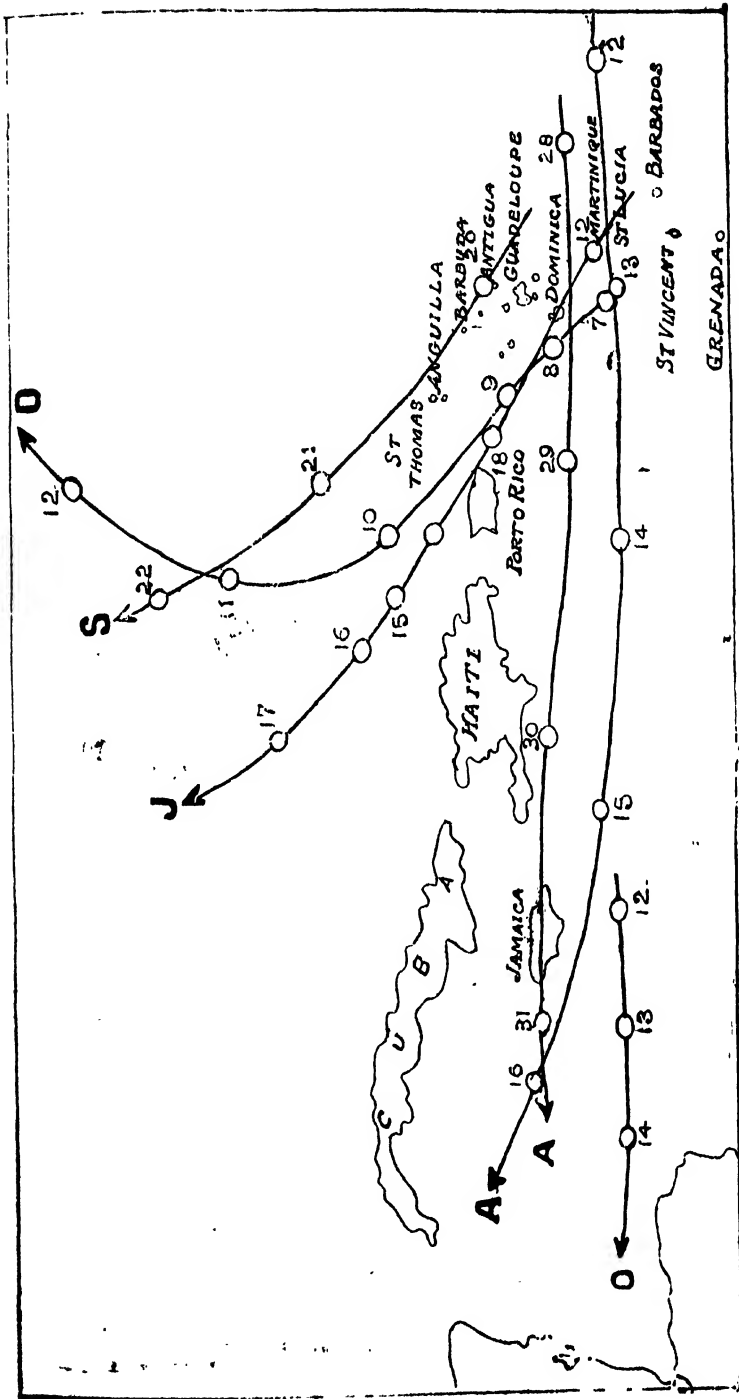 O
12
S
22
11
21
J
17
16
15
10
ST
THOMAS
ANGUILLA
BARBUDA
20
ANTIGUA
GUADELOUPE
CUBA
HAITI
PORTO RICO
18
9
8
DOMINICA
28
29
30
JAMAICA
31
16
A
A
12
MARTINIQUE
12
7
13
ST LUCIA
14
15
BARBADOS
ST VINCENT
GRENADA
12
13
14
O